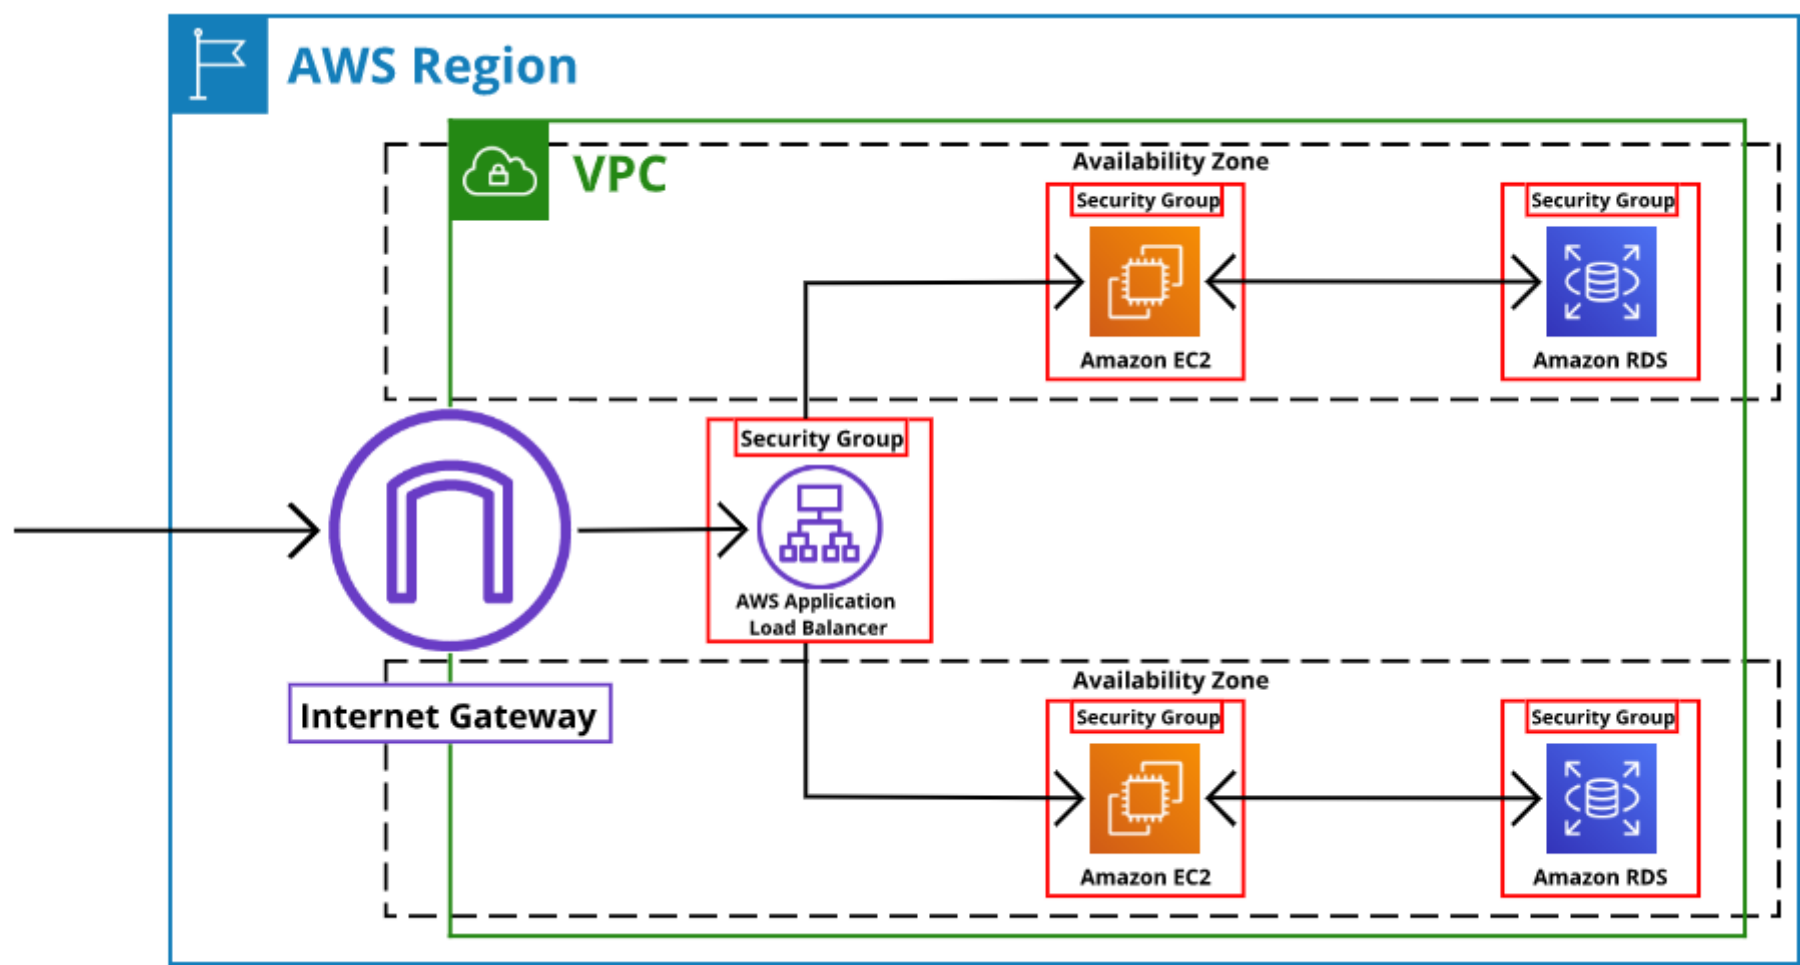 AWS Region
VPC
Availability Zone
Security Group
Security Group
Amazon EC2
Amazon RDS
Security Group
AWS Application
Load Balancer
Internet Gateway
Availability Zone
Security Group
Security Group
Amazon EC2
Amazon RDS